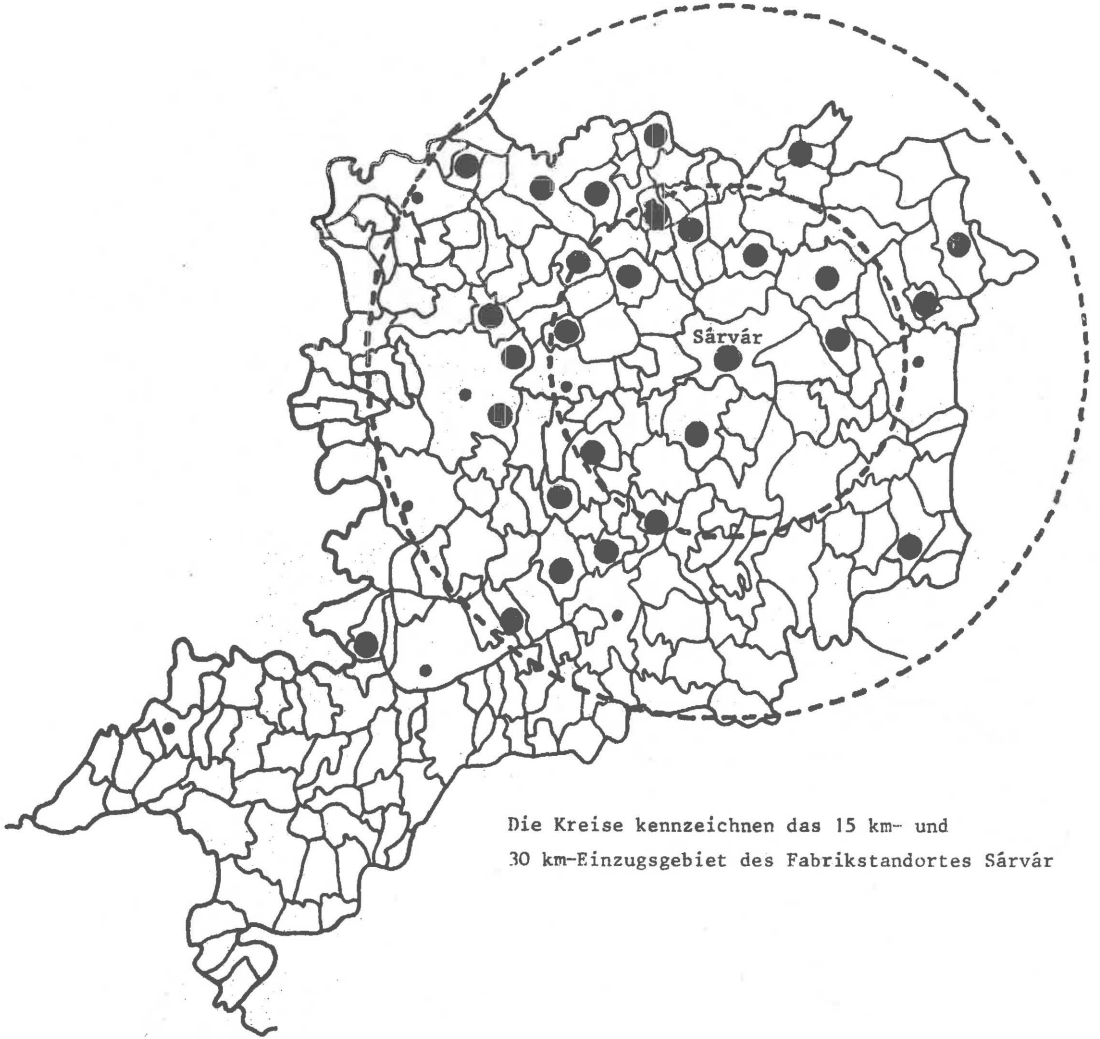 Sárvár
Die Kreise kennzeichnen das 15 km- und
30 km-Einzugsgebiet des Fabrikstandortes Sárvár